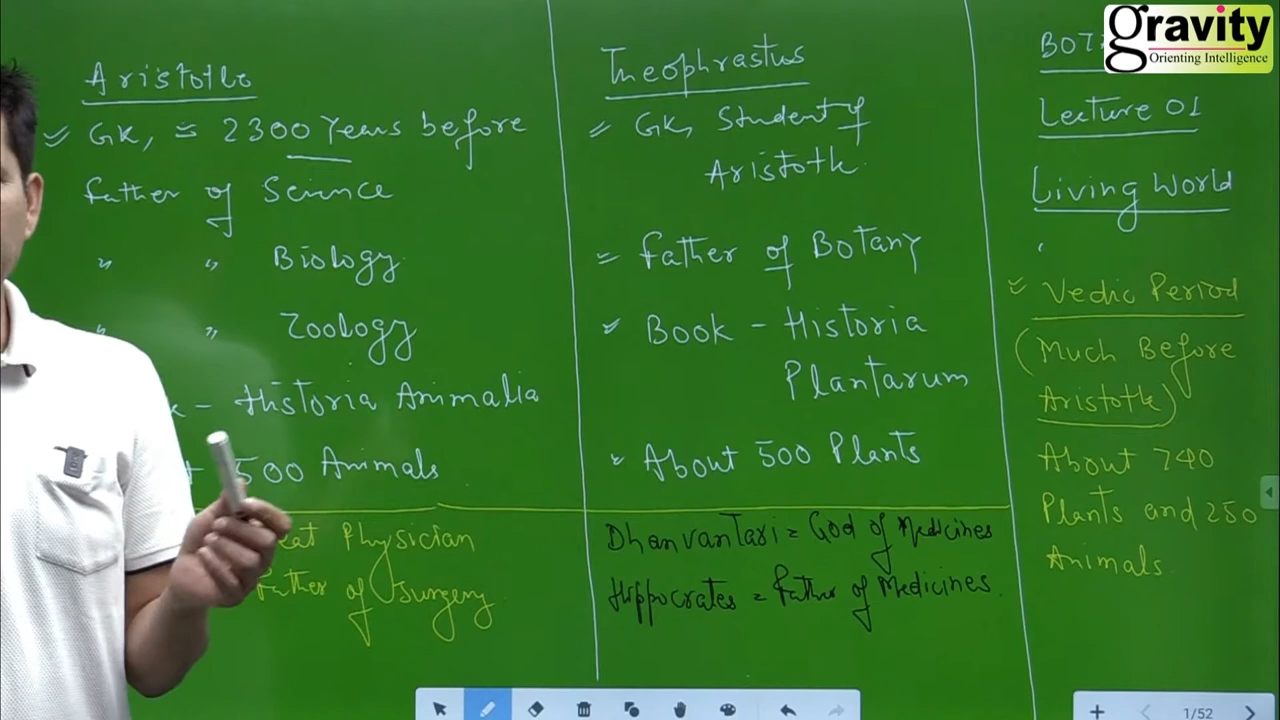 gravity
Orienting Intelligence
Aristotle
GK, ≈ 2300 Years before
Father of Science
" " Biology
" " Zoology
- Historia Animalia
500 Animals
Physician
Father of Surgery
Theophrastus
GK, Student of
Aristotle
Father of Botany
Book - Historia
Plantarum
About 500 Plants
Dhanvantari = God of Medicines
Hippocrates = Father of Medicines
Lecture 01
Living World
Vedic Period
(Much Before
Aristotle)
About 740
Plants and 250
Animals
1/52